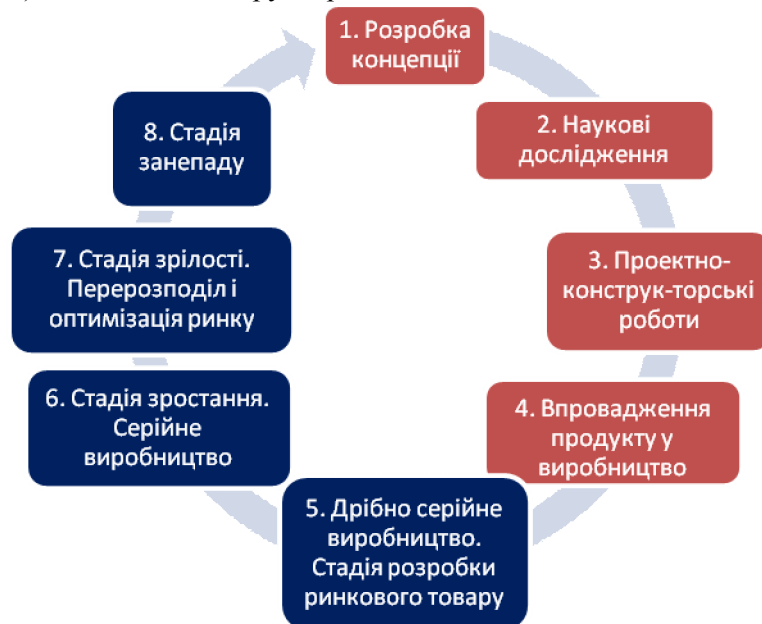 1. Розробка
концепції
2. Наукові
дослідження
3. Проектно-
конструк-торські
роботи
4. Впровадження
продукту у
виробництво
5. Дрібно серійне
виробництво.
Стадія розробки
ринкового товару
6. Стадія зростання.
Серійне
виробництво
7. Стадія зрілості.
Перерозподіл і
оптимізація ринку
8. Стадія
занепаду